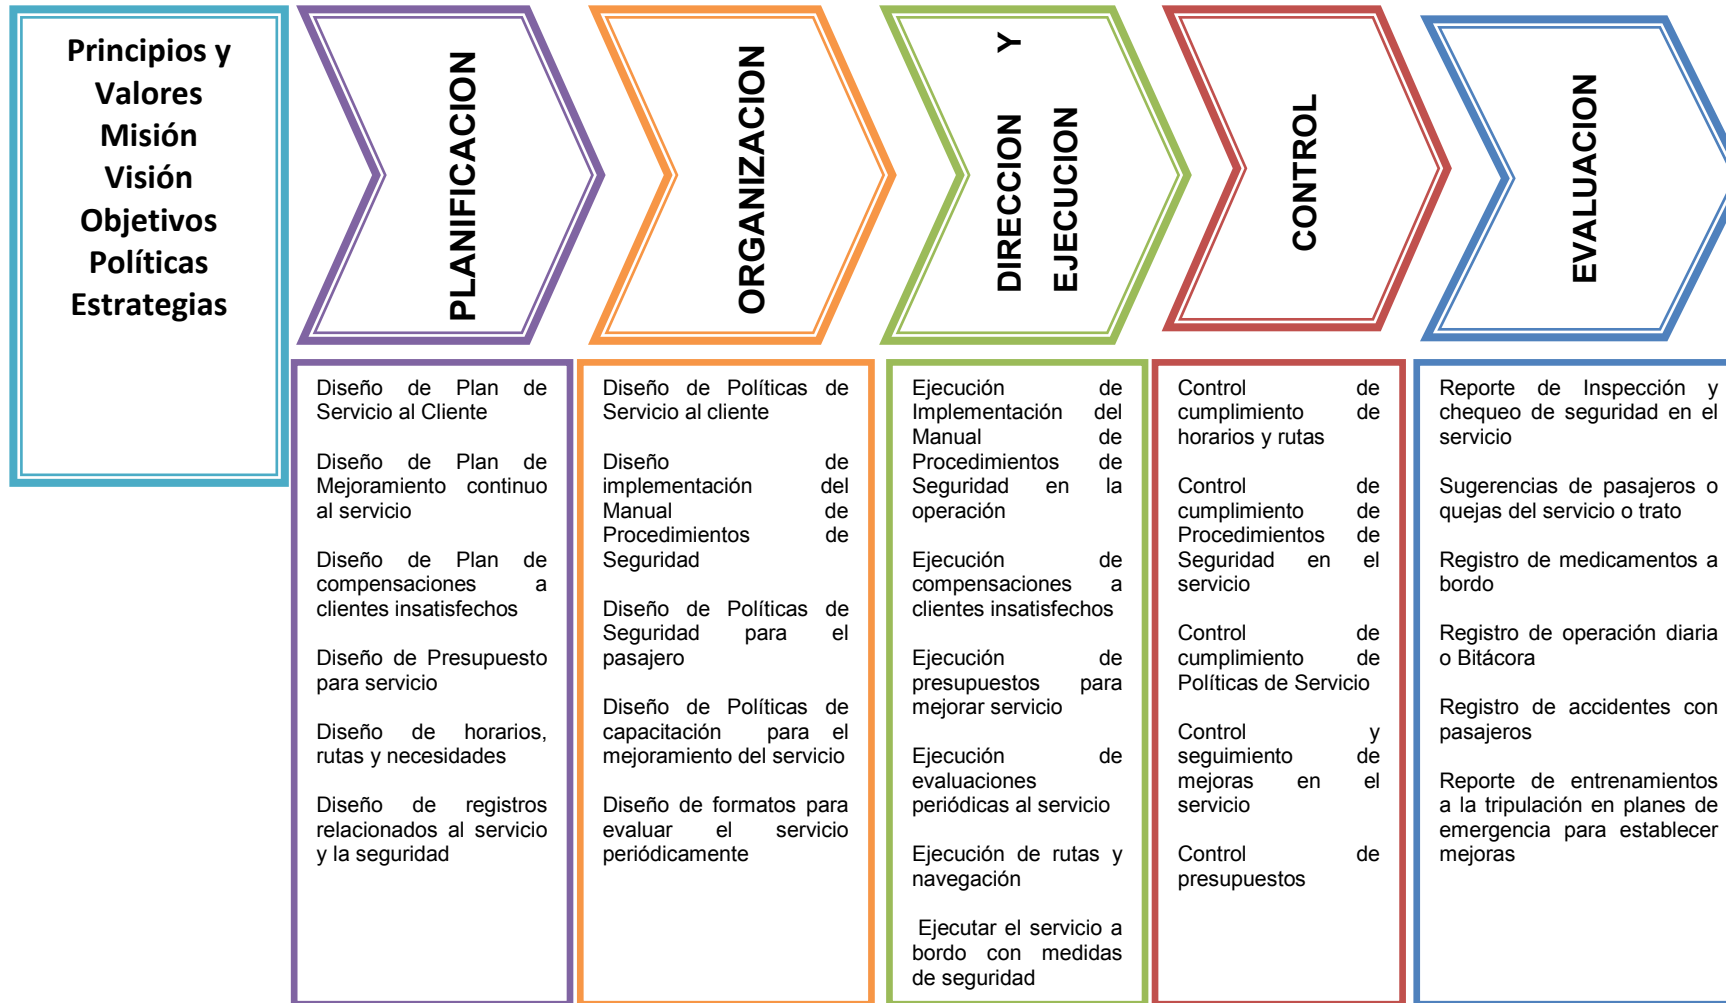 Principios y
Valores
Misión
Visión
Objetivos
Políticas
Estrategias
PLANIFICACION
ORGANIZACION
DIRECCION Y
EJECUCION
CONTROL
EVALUACION
Diseño de Plan de
Servicio al Cliente
Diseño de Plan de
Mejoramiento continuo
al servicio
Diseño de Plan de
compensaciones a
clientes insatisfechos
Diseño de Presupuesto
para servicio
Diseño de horarios,
rutas y necesidades
Diseño de registros
relacionados al servicio
y la seguridad
Diseño de Políticas de
Servicio al cliente
Diseño de
implementación del
Manual de
Procedimientos de
Seguridad
Diseño de Políticas de
Seguridad para el
pasajero
Diseño de Políticas de
capacitación para el
mejoramiento del servicio
Diseño de formatos para
evaluar el servicio
periódicamente
Ejecución de
Implementación del
Manual de
Procedimientos de
Seguridad en la
operación
Ejecución de
compensaciones a
clientes insatisfechos
Ejecución de
presupuestos para
mejorar servicio
Ejecución de
evaluaciones
periódicas al servicio
Ejecución de rutas y
navegación
Ejecutar el servicio a
bordo con medidas
de seguridad
Control de
cumplimiento de
horarios y rutas
Control de
cumplimiento de
Procedimientos de
Seguridad en el
servicio
Control de
cumplimiento de
Políticas de Servicio
Control y
seguimiento de
mejoras en el
servicio
Control de
presupuestos
Reporte de Inspección y
chequeo de seguridad en el
servicio
Sugerencias de pasajeros o
quejas del servicio o trato
Registro de medicamentos a
bordo
Registro de operación diaria
o Bitácora
Registro de accidentes con
pasajeros
Reporte de entrenamientos
a la tripulación en planes de
emergencia para establecer
mejoras